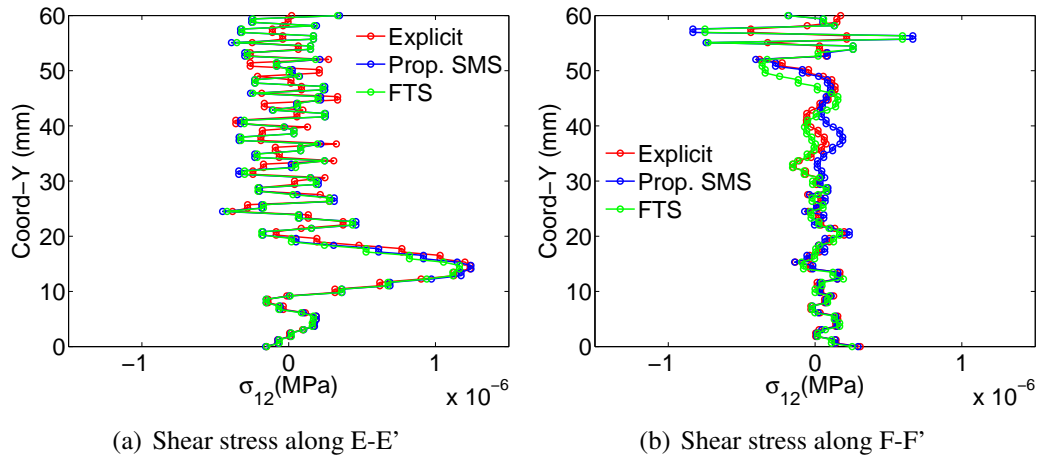 60
50
40
30
20
10
0
Coord-Y (mm)
Explicit
Prop. SMS
FTS
−1
0
1
σ12(MPa)
x 10−6
(a) Shear stress along E-E’
60
50
40
30
20
10
0
Coord-Y (mm)
Explicit
Prop. SMS
FTS
−1
0
1
σ12(MPa)
x 10−6
(b) Shear stress along F-F’